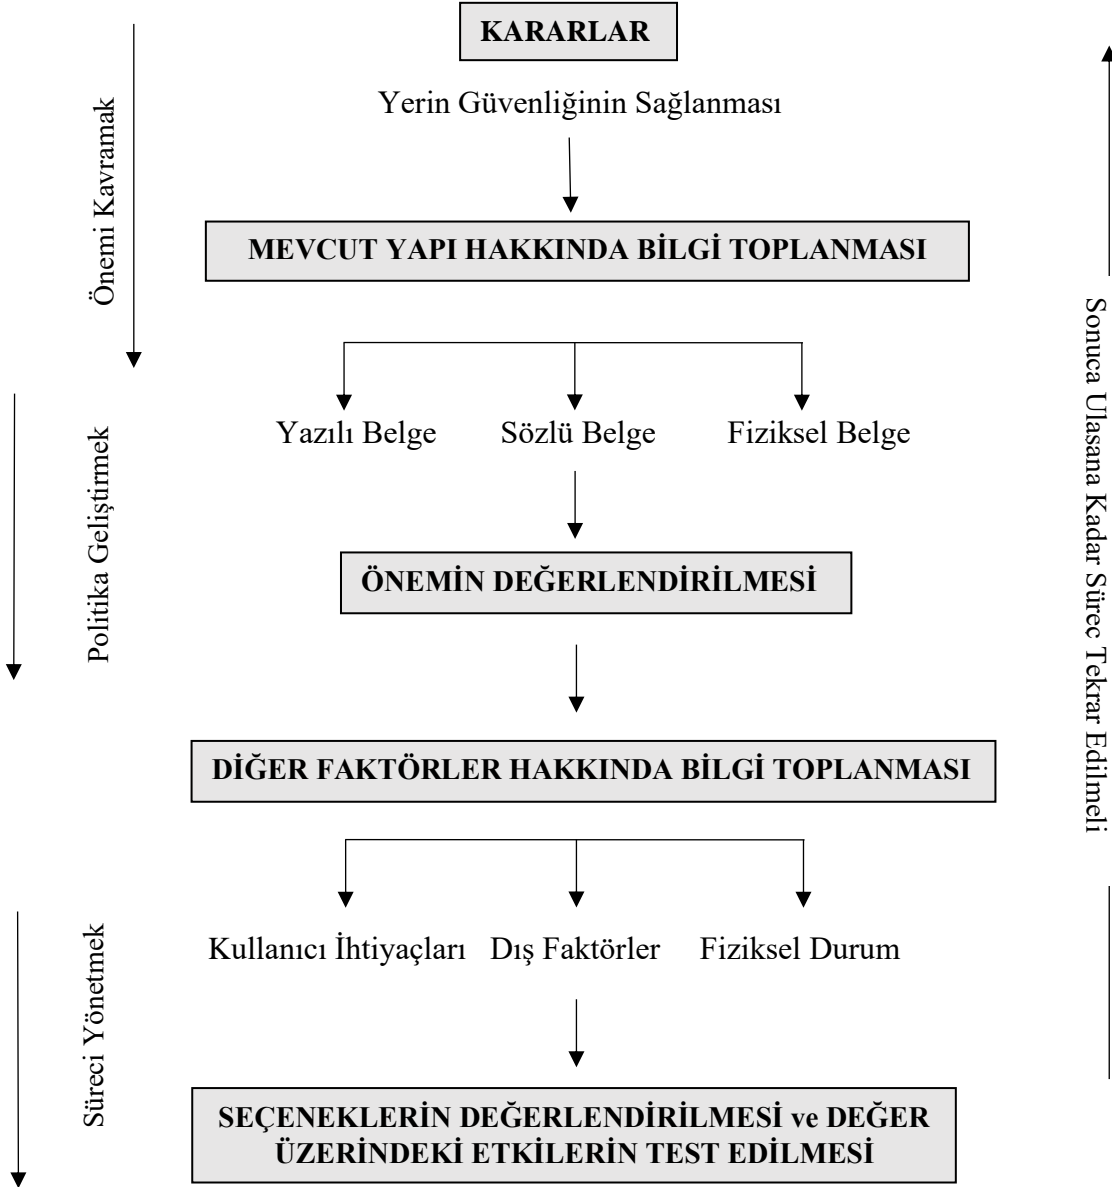 KARARLAR
Yerin Güvenliğinin Sağlanması
Önemi Kavramak
MEVCUT YAPI HAKKINDA BİLGİ TOPLANMASI
Yazılı Belge
Sözlü Belge
Fiziksel Belge
Politika Geliştirmek
ÖNEMİN DEĞERLENDİRİLMESİ
Sonuca Ulasana Kadar Süreç Tekrar Edilmeli
DİĞER FAKTÖRLER HAKKINDA BİLGİ TOPLANMASI
Kullanıcı İhtiyaçları
Dış Faktörler
Fiziksel Durum
Süreci Yönetmek
SEÇENEKLERİN DEĞERLENDİRİLMESİ ve DEĞER
ÜZERİNDEKİ ETKİLERİN TEST EDİLMESİ